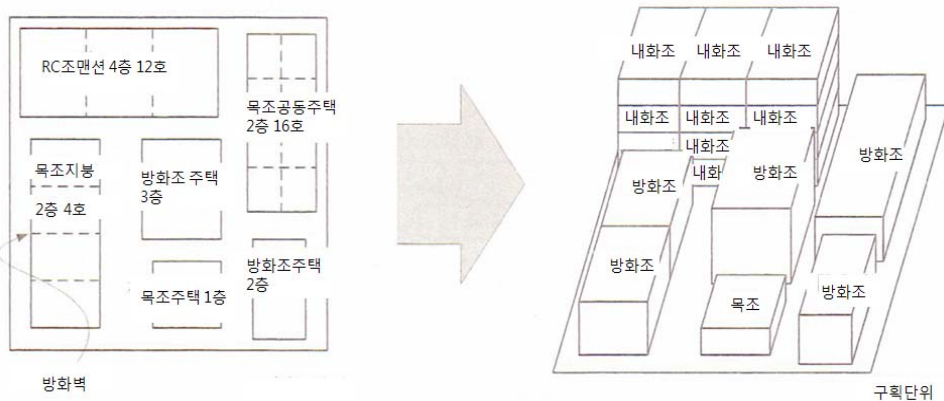 RC조맨션 4층 12호
목조공동주택
2층 16호
목조지붕
2층 4호
방화조 주택
3층
목조주택 1층
방화조주택
2층
방화벽
내화조
내화조
내화조
내화조
내화조
내화조
내화조
내화
방화조
방화조
방화조
방화조
목조
방화조
구획단위